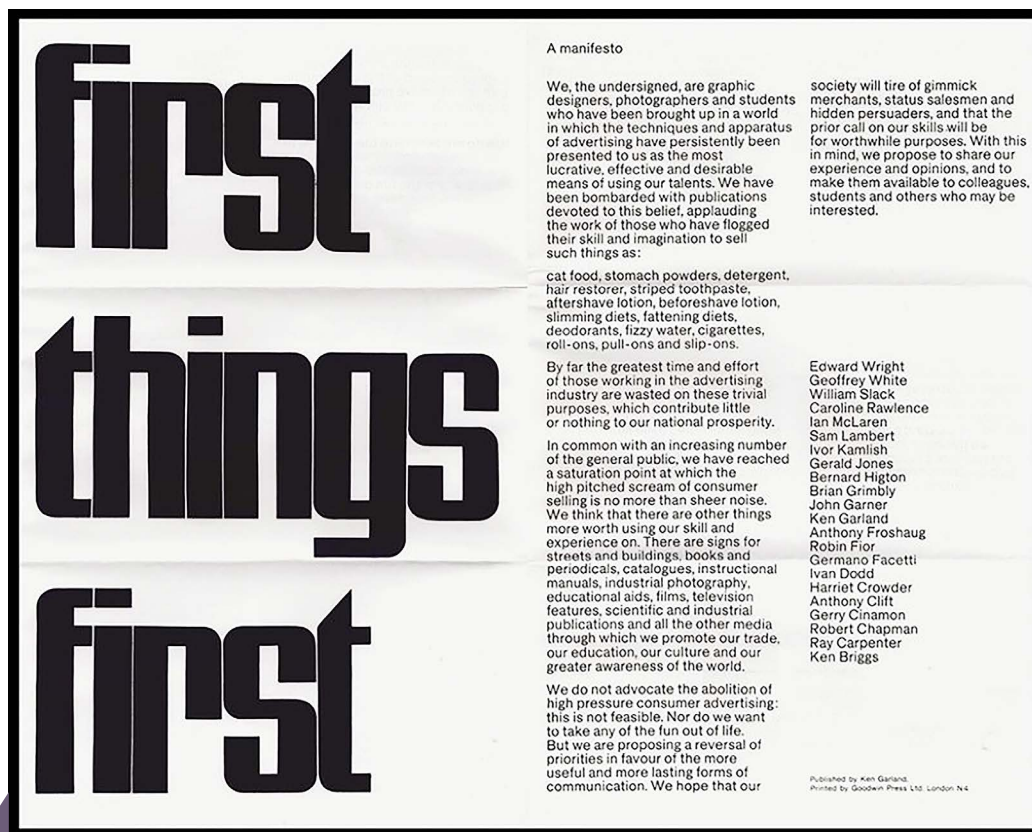 first
things
first
A manifesto
We, the undersigned, are graphic
designers, photographers and students
who have been brought up in a world
in which the techniques and apparatus
of advertising have persistently been
presented to us as the most
lucrative, effective and desirable
means of using our talents. We have
been bombarded with publications
devoted to this belief, applauding
the work of those who have flogged
their skill and imagination to sell
such things as:
cat food, stomach powders, detergent,
hair restorer, striped toothpaste,
aftershave lotion, beforeshave lotion,
slimming diets, fattening diets,
deodorants, fizzy water, cigarettes,
roll-ons, pull-ons and slip-ons.
By far the greatest time and effort
of those working in the advertising
industry are wasted on these trivial
purposes, which contribute little
or nothing to our national prosperity.
In common with an increasing number
of the general public, we have reached
a saturation point at which the
high pitched scream of consumer
selling is no more than sheer noise.
We think that there are other things
more worth using our skill and
experience on. There are signs for
streets and buildings, books and
periodicals, catalogues, instructional
manuals, industrial photography,
educational aids, films, television
features, scientific and industrial
publications and all the other media
through which we promote our trade,
our education, our culture and our
greater awareness of the world.
We do not advocate the abolition of
high pressure consumer advertising:
this is not feasible. Nor do we want
to take any of the fun out of life.
But we are proposing a reversal of
priorities in favour of the more
useful and more lasting forms of
communication. We hope that our
society will tire of gimmick
merchants, status salesmen and
hidden persuaders, and that the
prior call on our skills will be
for worthwhile purposes. With this
in mind, we propose to share our
experience and opinions, and to
make them available to colleagues,
students and others who may be
interested.
Edward Wright
Geoffrey White
William Slack
Caroline Rawlence
Ian McLaren
Sam Lambert
Ivor Kamlish
Gerald Jones
Bernard Higton
Brian Grimbly
John Garner
Ken Garland
Anthony Froshaug
Robin Fior
Germano Facetti
Ivan Dodd
Harriet Crowder
Anthony Clift
Gerry Cinamon
Robert Chapman
Ray Carpenter
Ken Briggs
Published by Ken Garland.
Printed by Goodwin Press Ltd. London N4